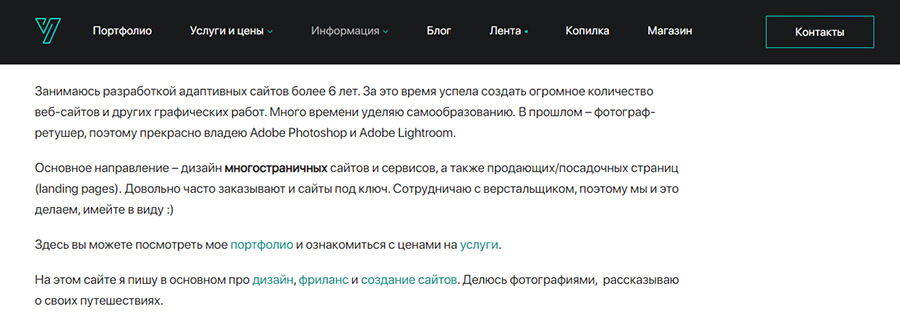 Портфолио Услуги и цены Информация Блог Лента Копилка Магазин Контакты
Занимаюсь разработкой адаптивных сайтов более 6 лет. За это время успела создать огромное количество
веб-сайтов и других графических работ. Много времени уделяю самообразованию. В прошлом – фотограф-
ретушер, поэтому прекрасно владею Adobe Photoshop и Adobe Lightroom.
Основное направление – дизайн многостраничных сайтов и сервисов, а также продающих/посадочных страниц
(landing pages). Довольно часто заказывают и сайты под ключ. Сотрудничаю с верстальщиком, поэтому мы и это
делаем, имейте в виду :)
Здесь вы можете посмотреть мое портфолио и ознакомиться с ценами на услуги.
На этом сайте я пишу в основном про дизайн, фриланс и создание сайтов. Делюсь фотографиями, рассказываю
о своих путешествиях.